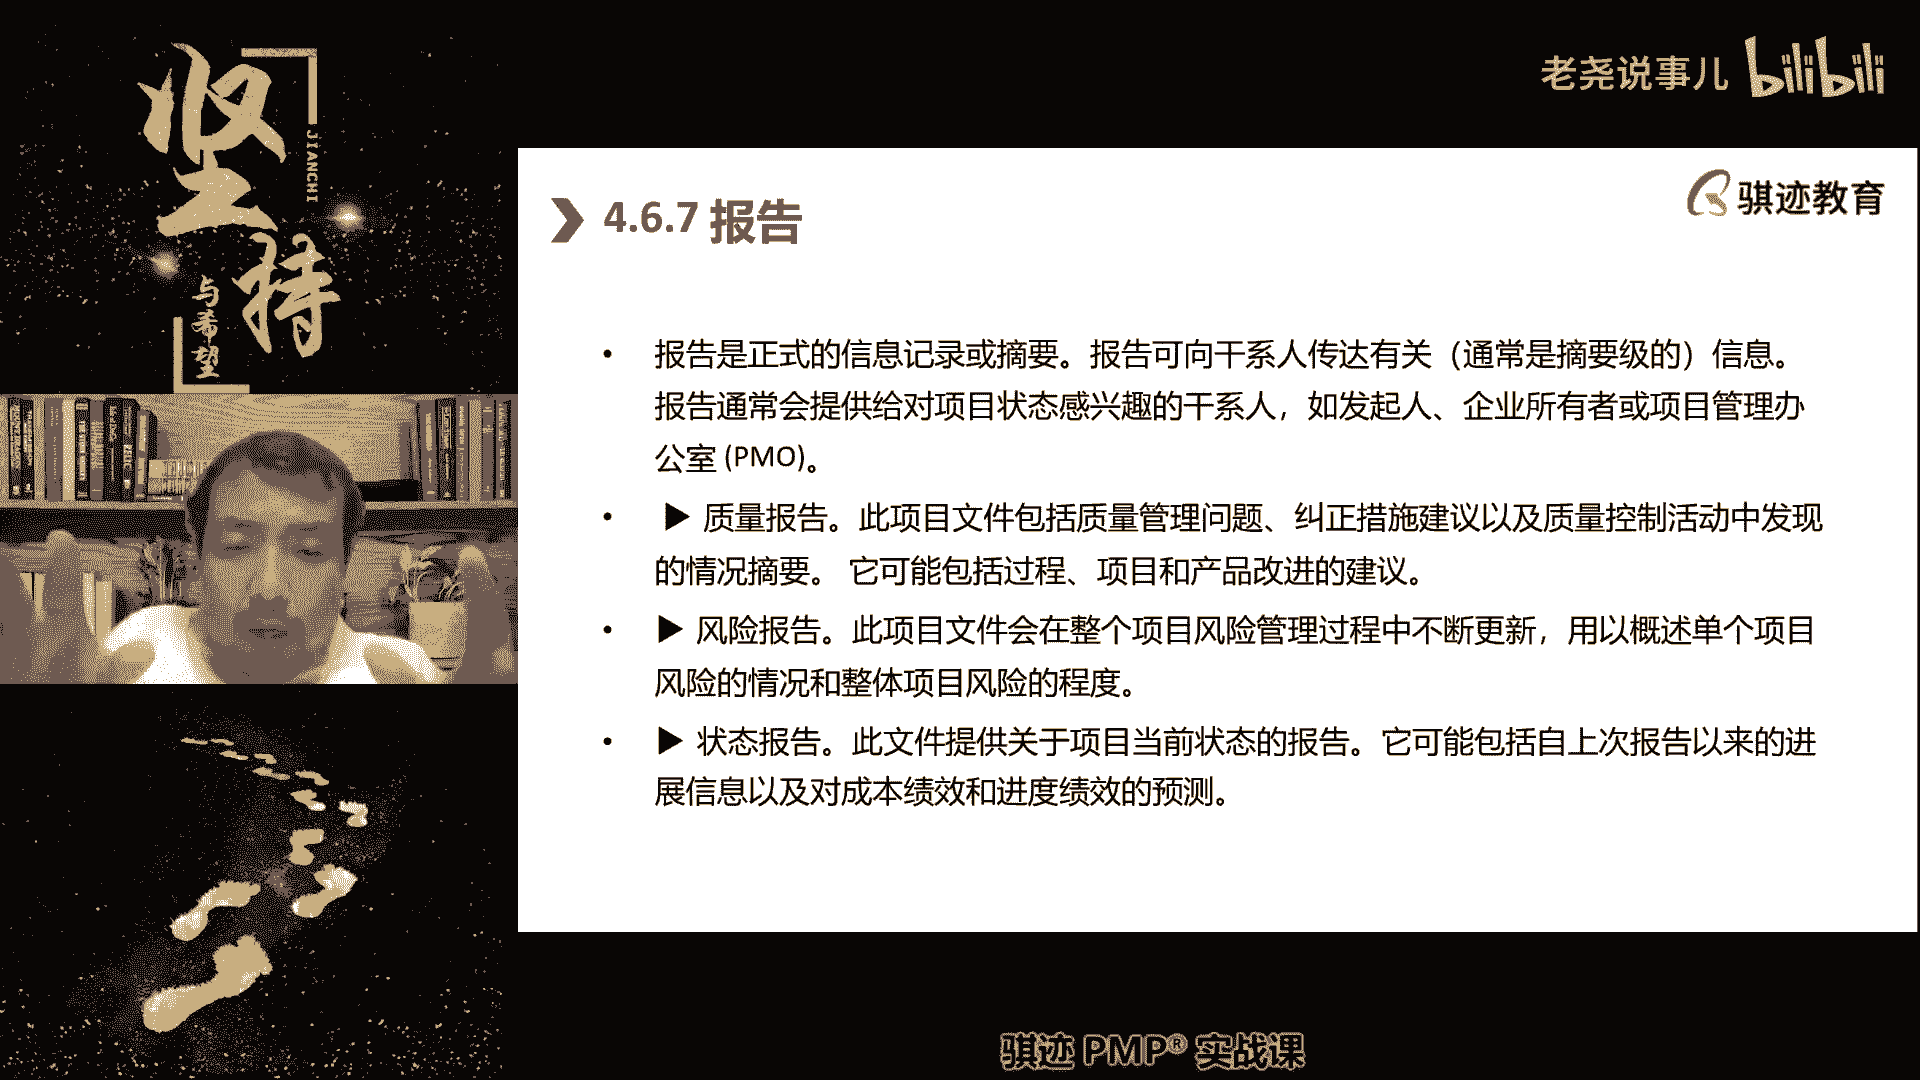 坚持
JIANCHI
与希望
老尧说事儿 bilibili
骐迹教育
4.6.7 报告
• 报告是正式的信息记录或摘要。报告可向干系人传达有关（通常是摘要级的）信息。
报告通常会提供给对项目状态感兴趣的干系人，如发起人、企业所有者或项目管理办
公室 (PMO)。
• ▶ 质量报告。此项目文件包括质量管理问题、纠正措施建议以及质量控制活动中发现
的情况摘要。 它可能包括过程、项目和产品改进的建议。
• ▶ 风险报告。此项目文件会在整个项目风险管理过程中不断更新，用以概述单个项目
风险的情况和整体项目风险的程度。
• ▶ 状态报告。此文件提供关于项目当前状态的报告。它可能包括自上次报告以来的进
展信息以及对成本绩效和进度绩效的预测。
骐迹 PMP® 实战课